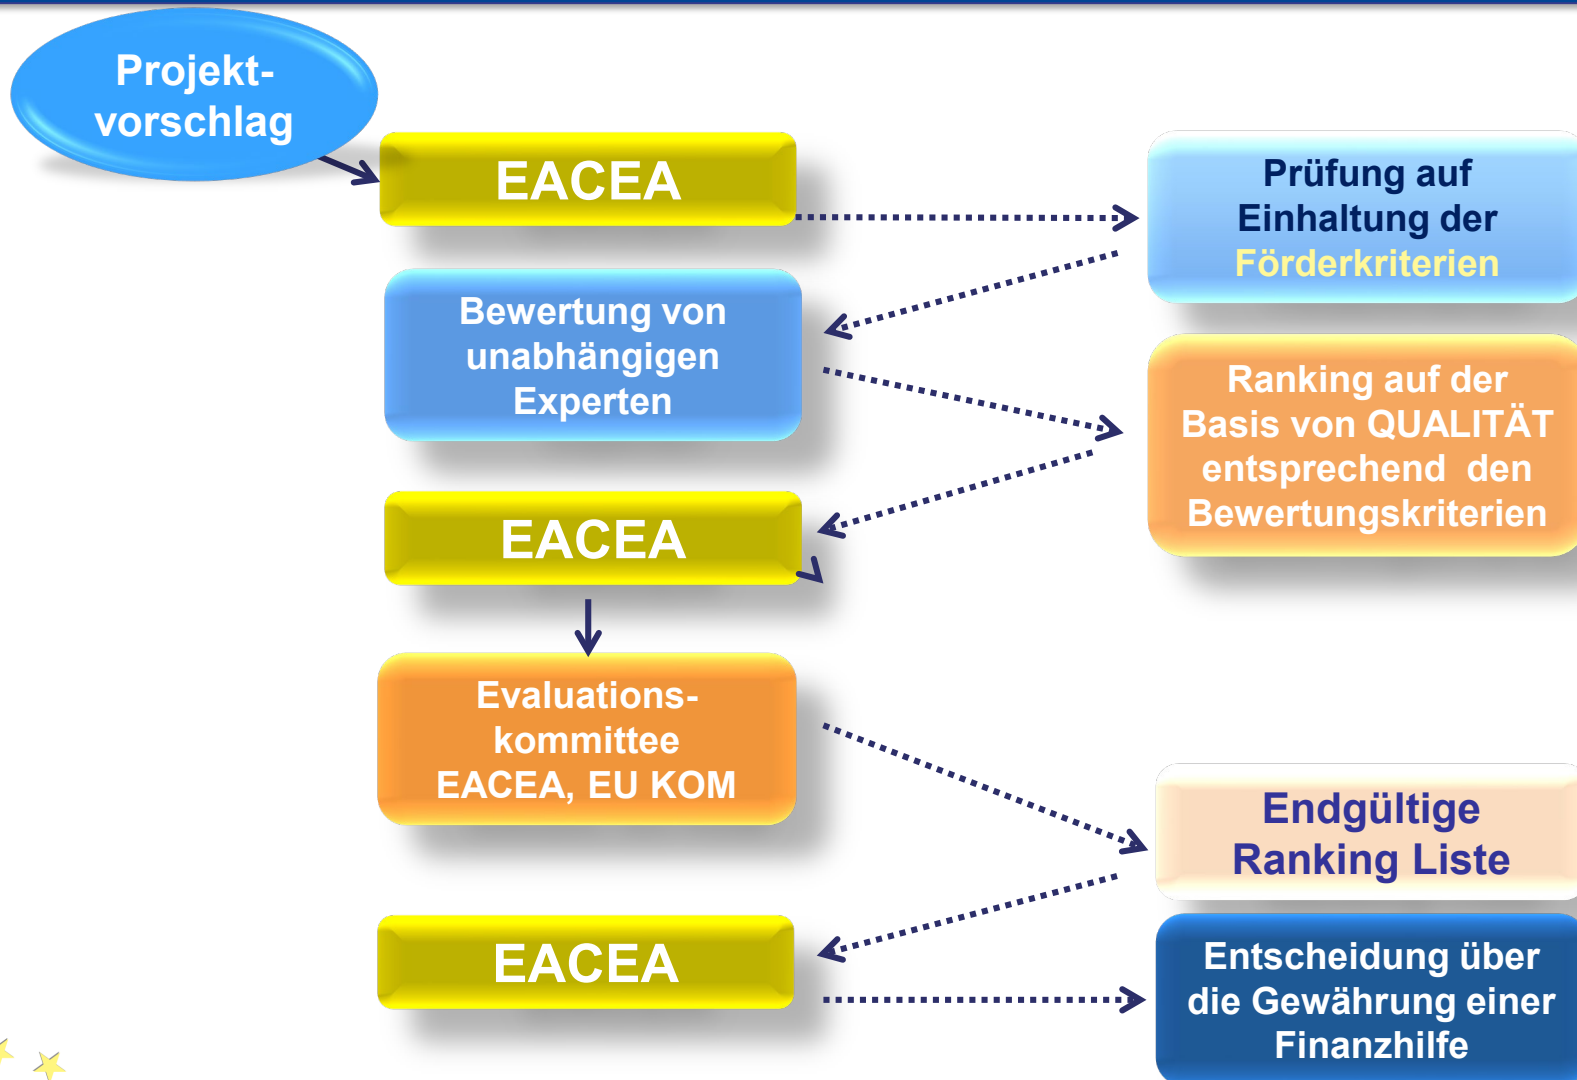 Projekt-
vorschlag
EACEA
Prüfung auf
Einhaltung der
Förderkriterien
Bewertung von
unabhängigen
Experten
Ranking auf der
Basis von QUALITÄT
entsprechend den
Bewertungskriterien
EACEA
Evaluations-
kommittee
EACEA, EU KOM
Endgültige
Ranking Liste
EACEA
Entscheidung über
die Gewährung einer
Finanzhilfe